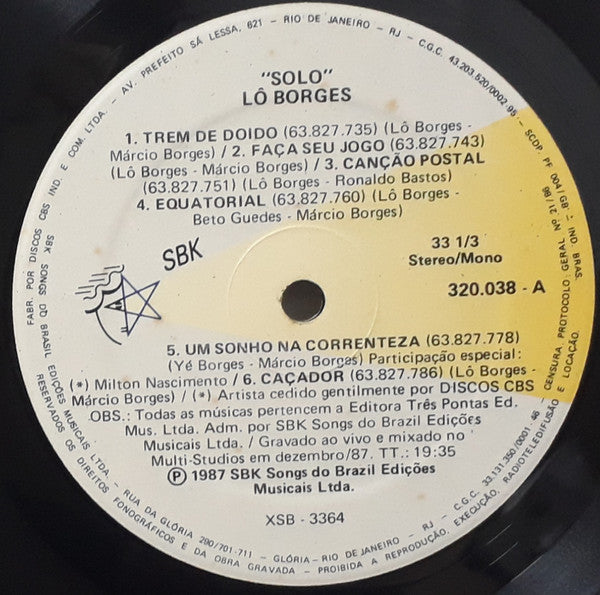 "SOLO"
LÔ BORGES
1. TREM DE DOIDO (63.827.735) (Lô Borges -
Márcio Borges) / 2. FAÇA SEU JOGO (63.827.743)
(Lô Borges - Márcio Borges) / 3. CANÇÃO POSTAL
(63.827.751) (Lô Borges - Ronaldo Bastos)
4. EQUATORIAL (63.827.760) (Lô Borges -
Beto Guedes - Márcio Borges)
SBK
33 1/3
Stereo/Mono
320.038 - A
5. UM SONHO NA CORRENTEZA (63.827.778)
(Yé Borges - Márcio Borges) Participação especial:
(*) Milton Nascimento / 6. CAÇADOR (63.827.786) (Lô Borges -
Márcio Borges) / (*) Artista cedido gentilmente por DISCOS CBS
OBS.: Todas as músicas pertencem a Editora Três Pontas Ed.
Mus. Ltda. Adm. por SBK Songs do Brazil Edições
Musicais Ltda. / Gravado ao vivo e mixado no
Multi-Studios em dezembro/87. TT.: 19:35
Ⓟ 1987 SBK Songs do Brazil Edições
Musicais Ltda.
XSB - 3364
FABR. POR DISCOS CBS IND. E COM. LTDA. - AV. PREFEITO SÁ LESSA, 621 - RIO DE JANEIRO - RJ - C.G.C. 43.203.520/0002-95 - SCDP. PF 004/68 - IND. BRAS.
SBK SONGS DO BRASIL EDIÇÕES MUSICAIS LTDA. - RUA DA GLÓRIA 290/701-711 - GLÓRIA - RIO DE JANEIRO - RJ - C.G.C. 33.131.350/0001-46 - CENSURA, PROTOCOLO: GERAL Nº 21/86
RESERVADOS OS DIREITOS FONOGRÁFICOS E DA OBRA GRAVADA - PROIBIDA A REPRODUÇÃO, EXECUÇÃO, RADIOTELEDIFUSÃO E LOCAÇÃO.